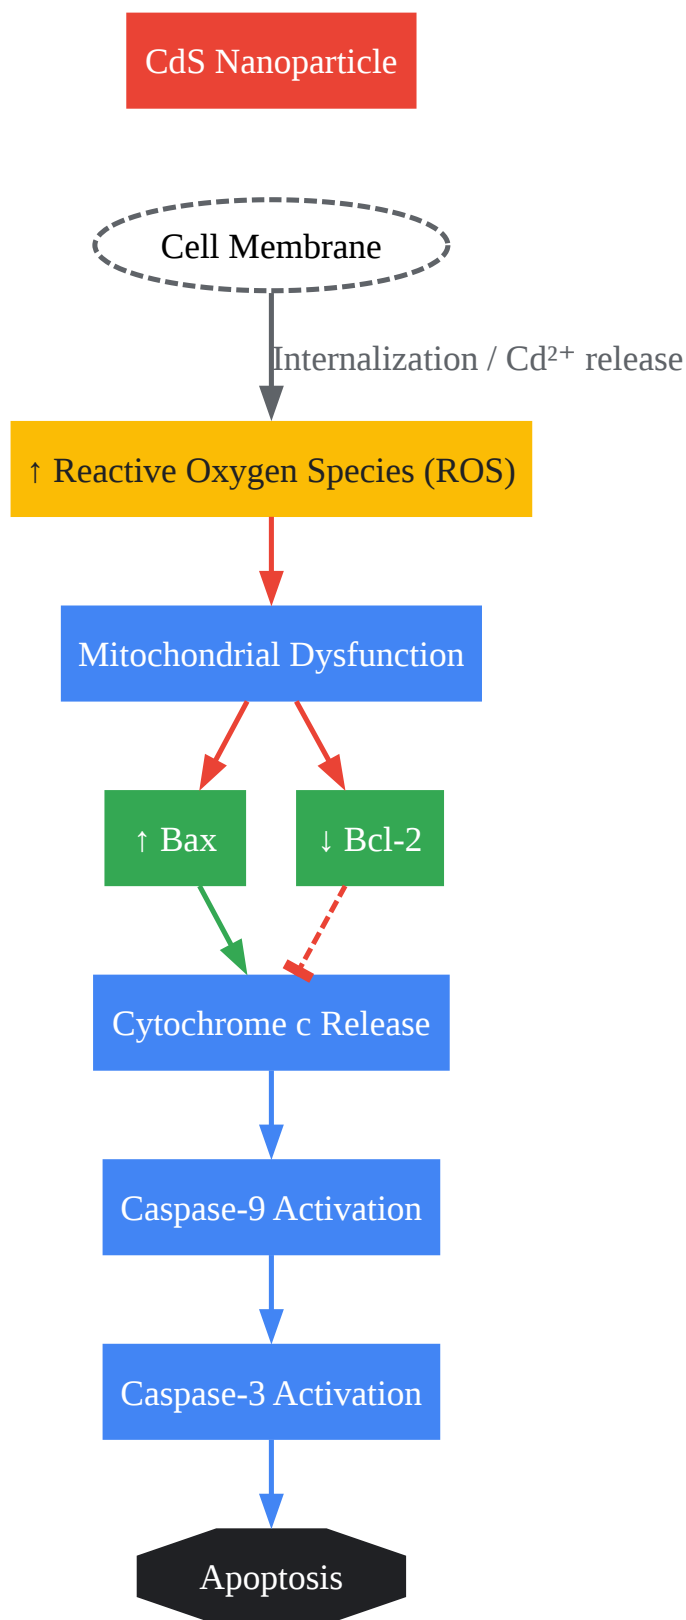 CdS Nanoparticle
Cell Membrane
Internalization / Cd²⁺ release
↑ Reactive Oxygen Species (ROS)
Mitochondrial Dysfunction
↑ Bax
↓ Bcl-2
Cytochrome c Release
Caspase-9 Activation
Caspase-3 Activation
Apoptosis